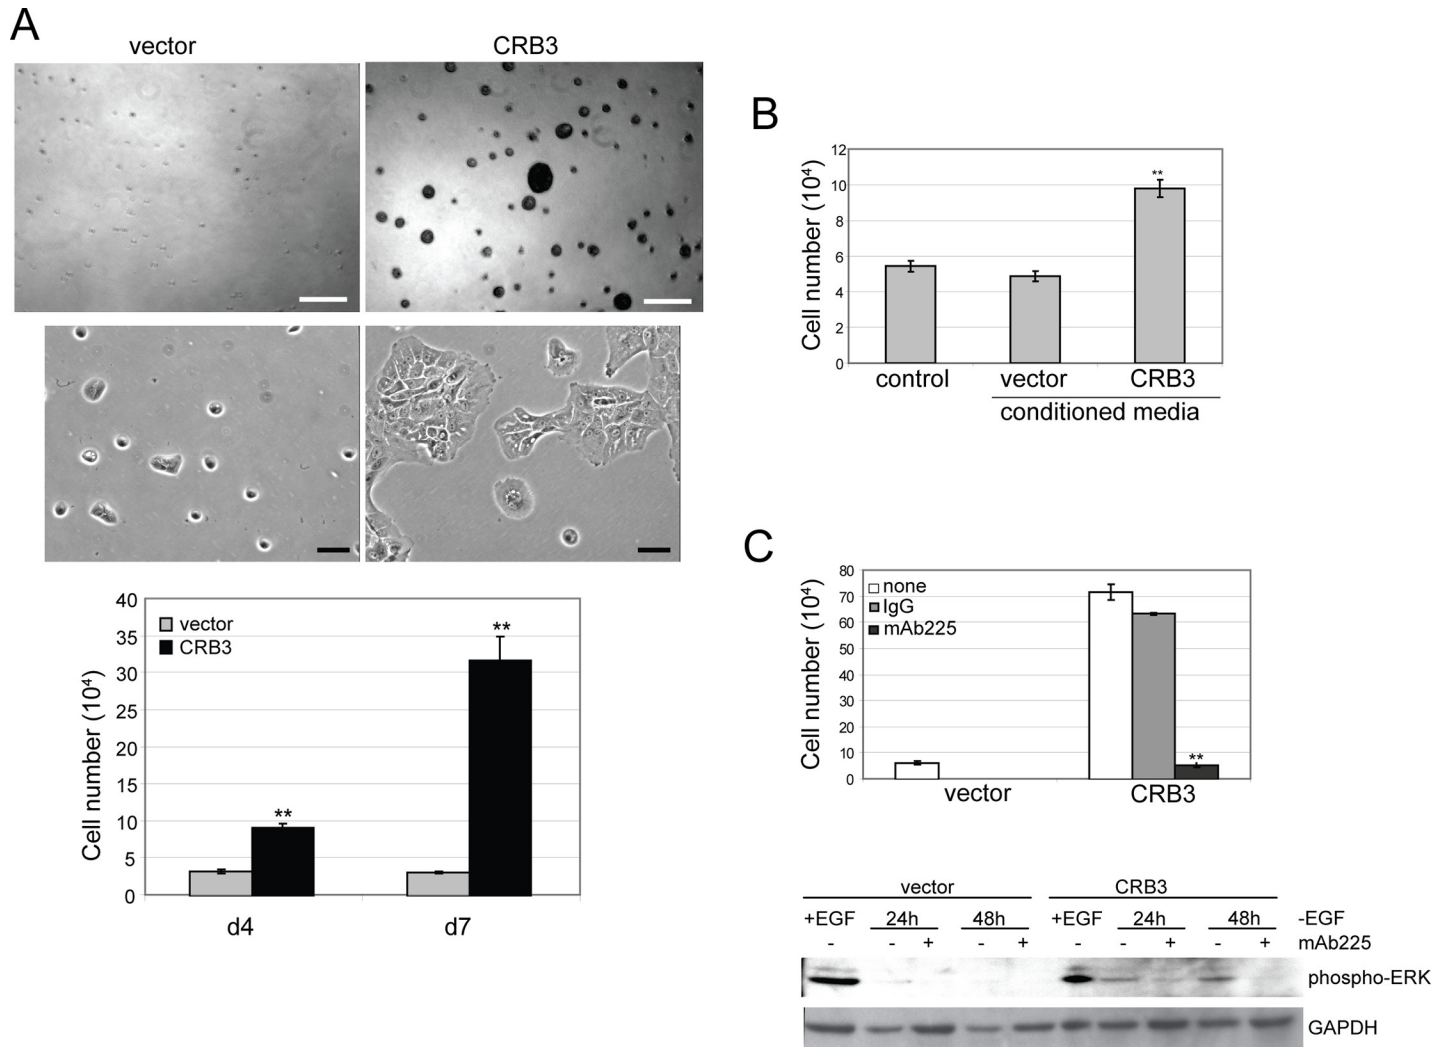 A
vector CRB3
40
35
30
25
20
15
10
5
0
Cell number (10⁴)
vector
CRB3
**
**
d4 d7
B
12
10
8
6
4
2
0
Cell number (10⁴)
**
control vector CRB3
conditioned media
C
80
70
60
50
40
30
20
10
0
Cell number (10⁴)
none
IgG
mAb225
**
vector CRB3
vector CRB3
+EGF 24h 48h +EGF 24h 48h -EGF
- - + - + - - + - + mAb225
phospho-ERK
GAPDH